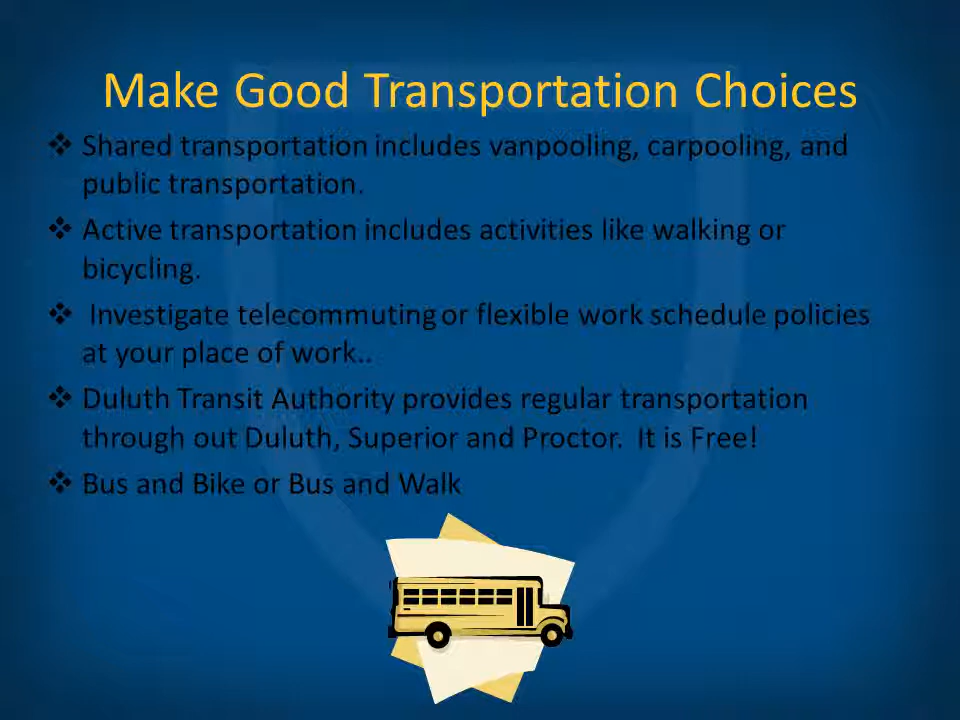 Make Good Transportation Choices
❖ Shared transportation includes vanpooling, carpooling, and
public transportation.
❖ Active transportation includes activities like walking or
bicycling.
❖ Investigate telecommuting or flexible work schedule policies
at your place of work..
❖ Duluth Transit Authority provides regular transportation
through out Duluth, Superior and Proctor. It is Free!
❖ Bus and Bike or Bus and Walk